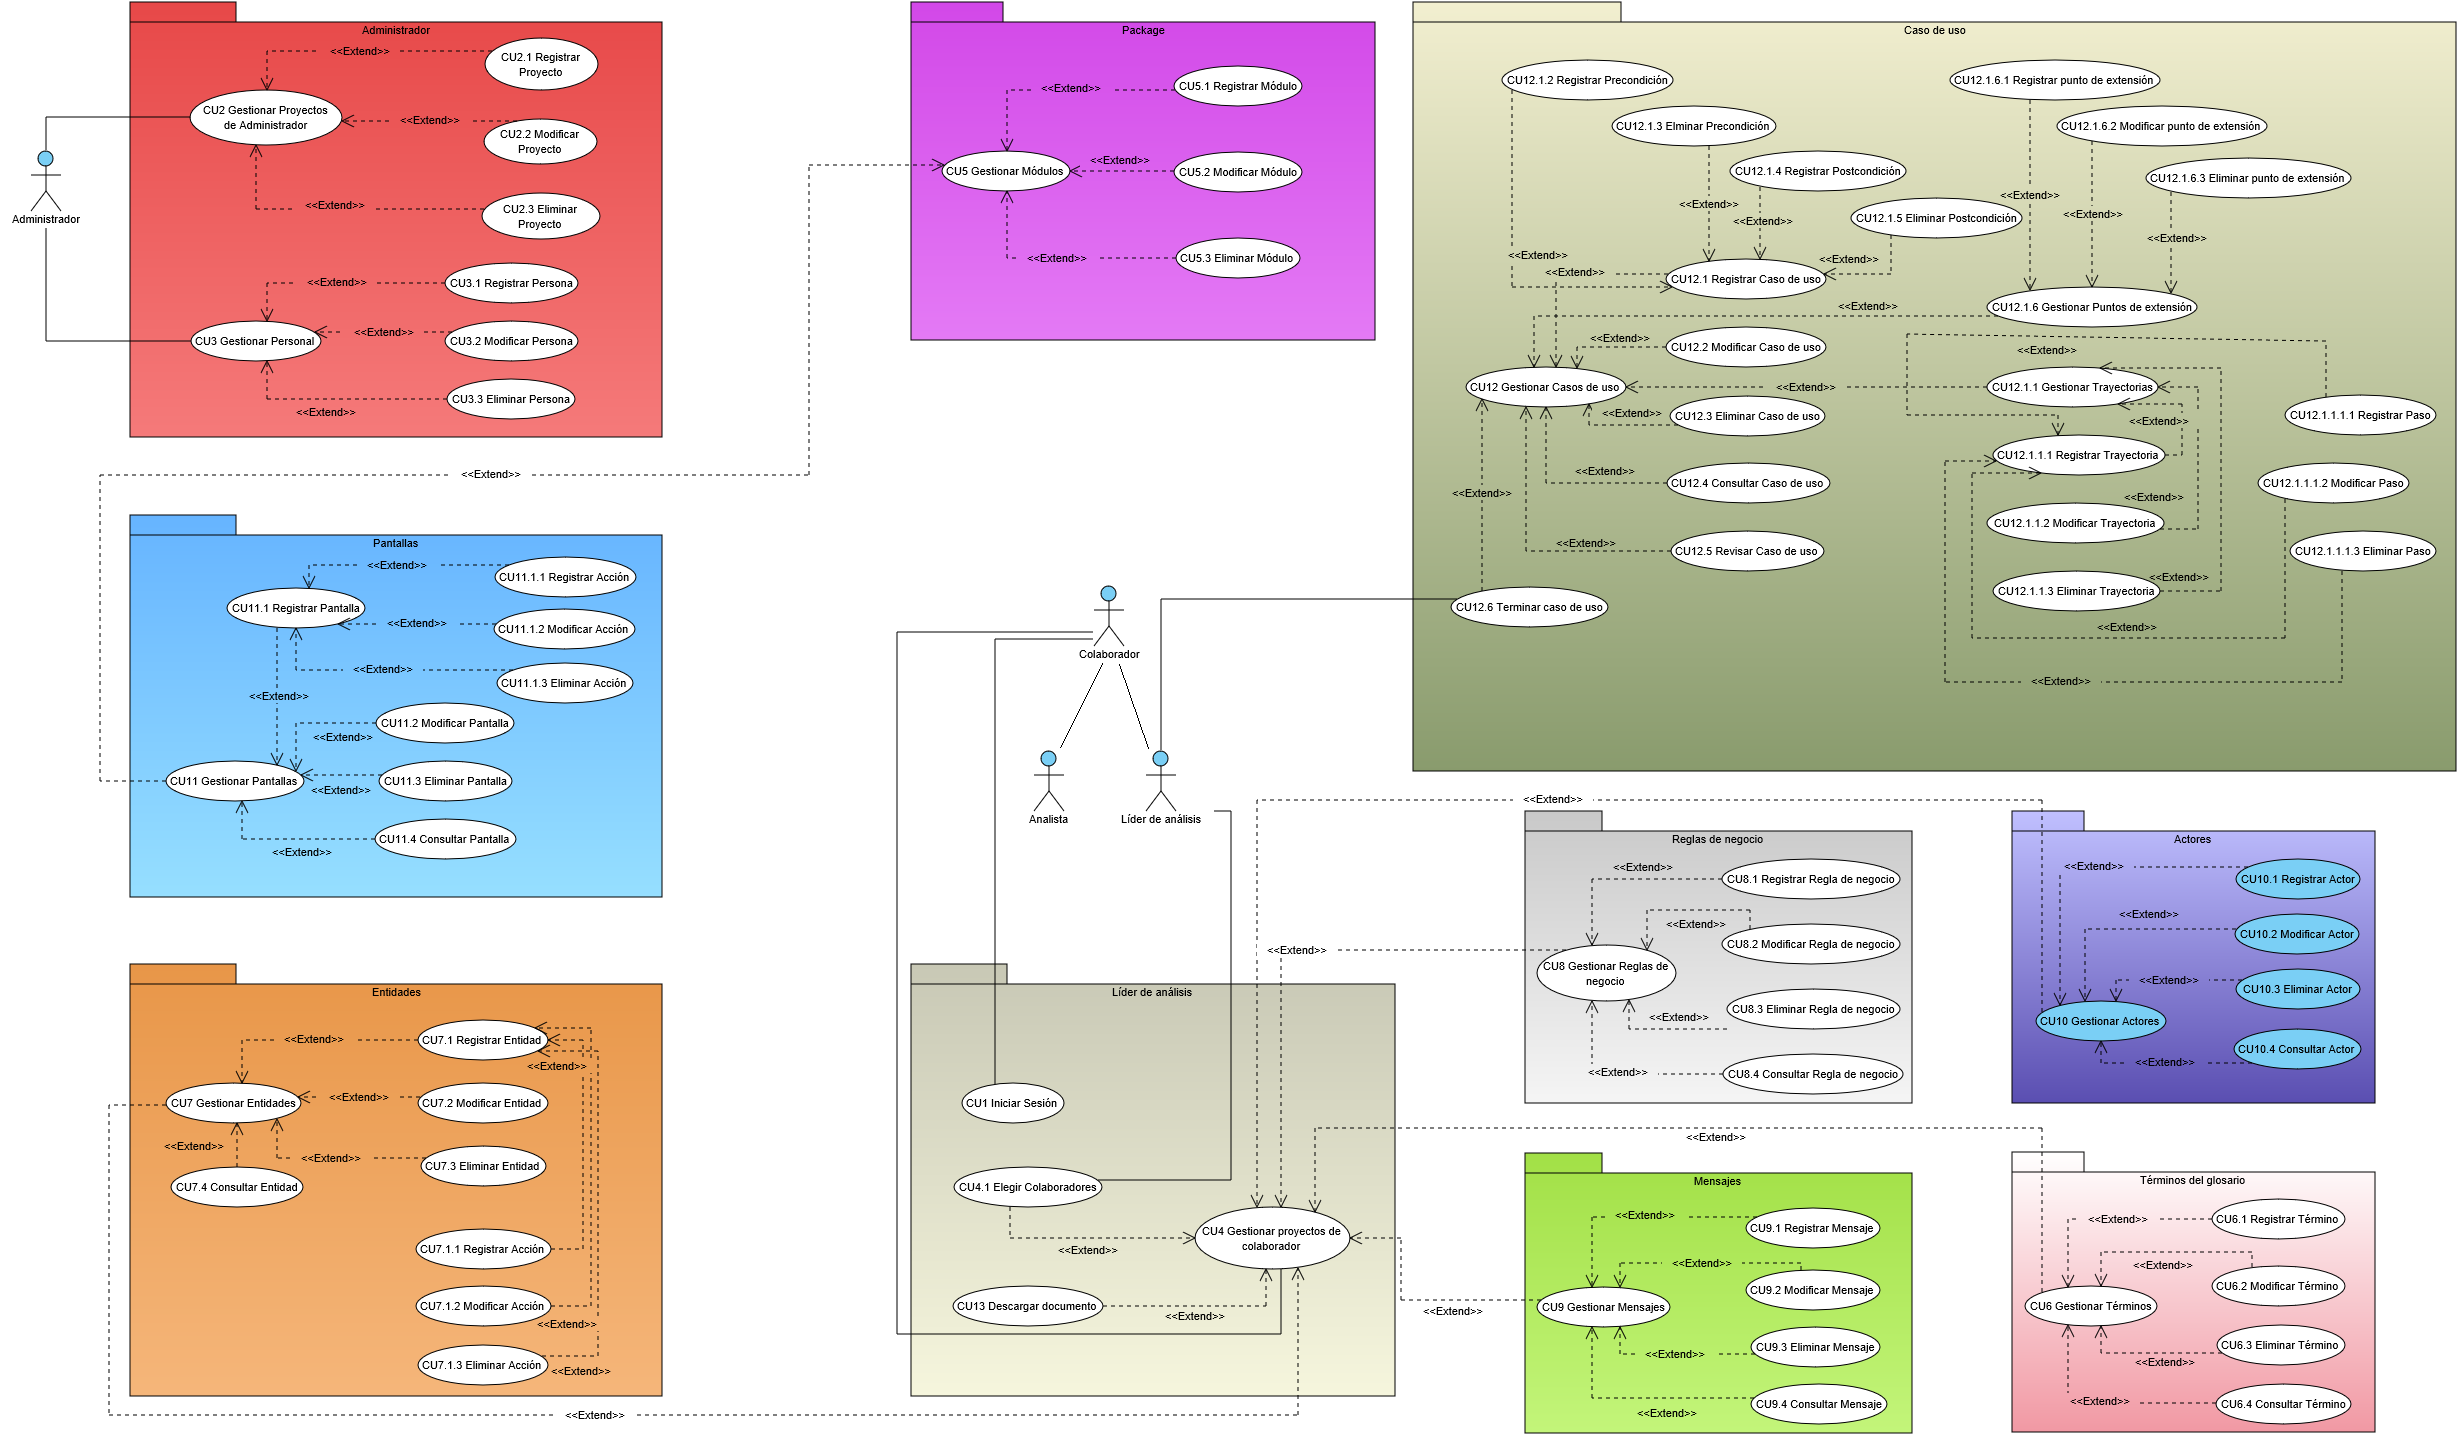 Administrador
<<Extend>>
CU2.1 Registrar
Proyecto
CU2 Gestionar Proyectos
de Administrador
<<Extend>>
CU2.2 Modificar
Proyecto
<<Extend>>
CU2.3 Eliminar
Proyecto
Administrador
<<Extend>>
CU3.1 Registrar Persona
CU3 Gestionar Personal
<<Extend>>
CU3.2 Modificar Persona
<<Extend>>
CU3.3 Eliminar Persona
<<Extend>>
Package
<<Extend>>
CU5.1 Registrar Módulo
CU5 Gestionar Módulos
<<Extend>>
CU5.2 Modificar Módulo
<<Extend>>
CU5.3 Eliminar Módulo
Caso de uso
CU12.1.2 Registrar Precondición
CU12.1.6.1 Registrar punto de extensión
CU12.1.3 Elminar Precondición
CU12.1.6.2 Modificar punto de extensión
CU12.1.4 Registrar Postcondición
CU12.1.6.3 Eliminar punto de extensión
<<Extend>>
<<Extend>>
<<Extend>>
CU12.1.5 Eliminar Postcondición
<<Extend>>
<<Extend>>
<<Extend>>
<<Extend>>
<<Extend>>
<<Extend>>
CU12.1 Registrar Caso de uso
<<Extend>>
CU12.1.6 Gestionar Puntos de extensión
<<Extend>>
CU12.2 Modificar Caso de uso
<<Extend>>
CU12 Gestionar Casos de uso
<<Extend>>
CU12.1.1 Gestionar Trayectorias
<<Extend>>
CU12.3 Eliminar Caso de uso
<<Extend>>
CU12.1.1.1.1 Registrar Paso
CU12.1.1.1 Registrar Trayectoria
<<Extend>>
CU12.4 Consultar Caso de uso
CU12.1.1.1.2 Modificar Paso
<<Extend>>
<<Extend>>
CU12.1.1.2 Modificar Trayectoria
<<Extend>>
CU12.5 Revisar Caso de uso
CU12.1.1.1.3 Eliminar Paso
<<Extend>>
CU12.1.1.3 Eliminar Trayectoria
CU12.6 Terminar caso de uso
<<Extend>>
<<Extend>>
Pantallas
<<Extend>>
CU11.1.1 Registrar Acción
CU11.1 Registrar Pantalla
<<Extend>>
CU11.1.2 Modificar Acción
<<Extend>>
CU11.1.3 Eliminar Acción
<<Extend>>
CU11.2 Modificar Pantalla
<<Extend>>
CU11 Gestionar Pantallas
CU11.3 Eliminar Pantalla
<<Extend>>
CU11.4 Consultar Pantalla
<<Extend>>
Colaborador
Analista
Líder de análisis
<<Extend>>
Reglas de negocio
<<Extend>>
CU8.1 Registrar Regla de negocio
<<Extend>>
CU8.2 Modificar Regla de negocio
<<Extend>>
CU8 Gestionar Reglas de
negocio
CU8.3 Eliminar Regla de negocio
<<Extend>>
<<Extend>>
CU8.4 Consultar Regla de negocio
Actores
<<Extend>>
CU10.1 Registrar Actor
<<Extend>>
CU10.2 Modificar Actor
<<Extend>>
CU10.3 Eliminar Actor
CU10 Gestionar Actores
CU10.4 Consultar Actor
<<Extend>>
Entidades
<<Extend>>
CU7.1 Registrar Entidad
<<Extend>>
CU7 Gestionar Entidades
<<Extend>>
CU7.2 Modificar Entidad
<<Extend>>
<<Extend>>
CU7.3 Eliminar Entidad
CU7.4 Consultar Entidad
CU7.1.1 Registrar Acción
CU7.1.2 Modificar Acción
<<Extend>>
CU7.1.3 Eliminar Acción
<<Extend>>
<<Extend>>
Líder de análisis
CU1 Iniciar Sesión
CU4.1 Elegir Colaboradores
CU4 Gestionar proyectos de
colaborador
<<Extend>>
CU13 Descargar documento
<<Extend>>
<<Extend>>
<<Extend>>
Mensajes
<<Extend>>
CU9.1 Registrar Mensaje
<<Extend>>
CU9.2 Modificar Mensaje
CU9 Gestionar Mensajes
<<Extend>>
CU9.3 Eliminar Mensaje
CU9.4 Consultar Mensaje
<<Extend>>
Términos del glosario
<<Extend>>
CU6.1 Registrar Término
<<Extend>>
CU6.2 Modificar Término
CU6 Gestionar Términos
CU6.3 Eliminar Término
<<Extend>>
<<Extend>>
CU6.4 Consultar Término